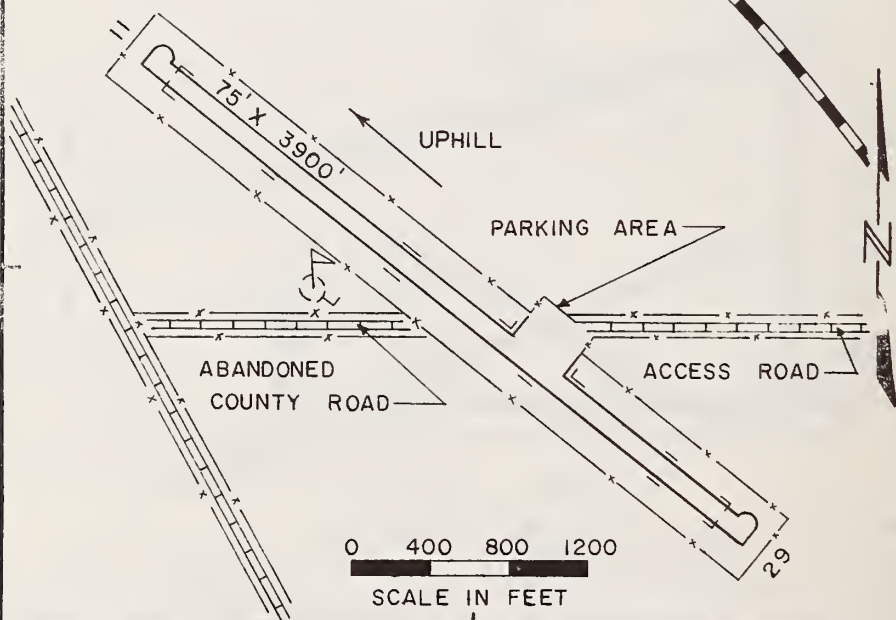 11
75' X 3900'
UPHILL
PARKING AREA
N
ABANDONED
COUNTY ROAD
ACCESS ROAD
29
0 400 800 1200
SCALE IN FEET